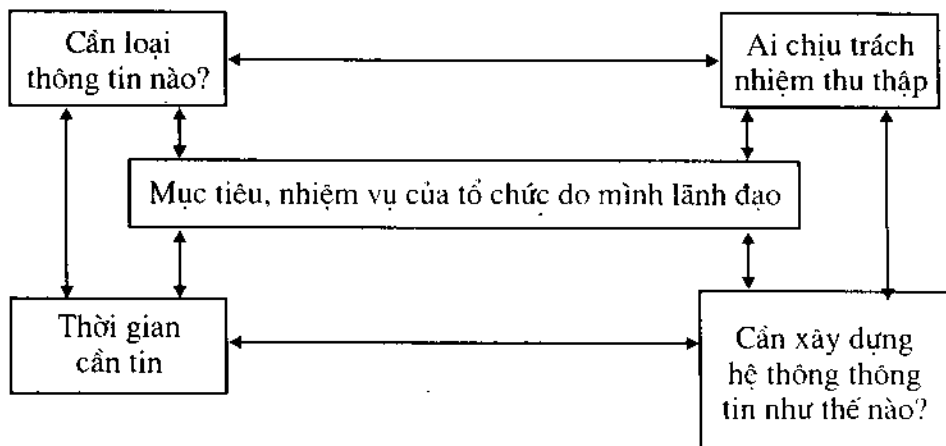 Cần loại
thông tin nào?
Ai chịu trách
nhiệm thu thập
Mục tiêu, nhiệm vụ của tổ chức do mình lãnh đạo
Thời gian
cần tin
Cần xây dựng
hệ thông thông
tin như thế nào?